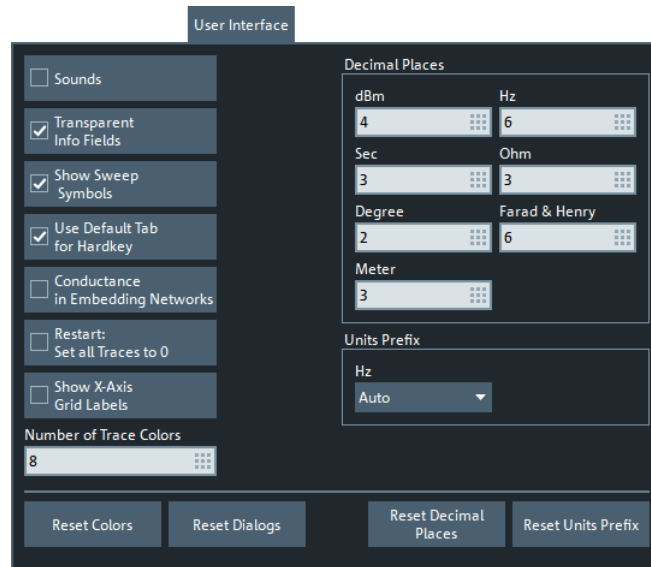 User Interface
Sounds
Transparent
Info Fields
Show Sweep
Symbols
Use Default Tab
for Hardkey
Conductance
in Embedding Networks
Restart:
Set all Traces to 0
Show X-Axis
Grid Labels
Number of Trace Colors
8
Decimal Places
dBm
Hz
4
6
Sec
Ohm
3
3
Degree
Farad & Henry
2
6
Meter
3
Units Prefix
Hz
Auto
Reset Colors
Reset Dialogs
Reset Decimal
Places
Reset Units Prefix